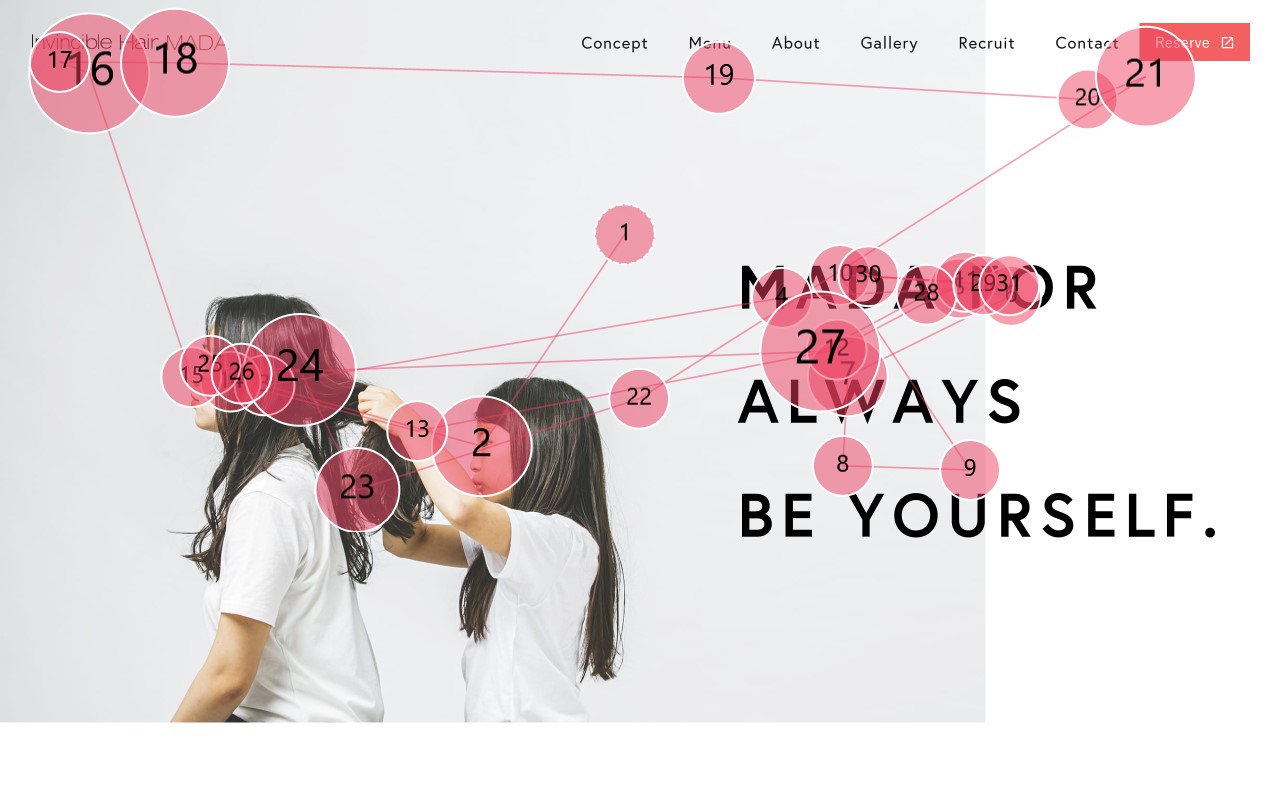 Invincible Hair MADA
Concept Menu About Gallery Recruit Contact Reserve
17 16 18 19 20 21
1
10 30 4 28 29 31
27 12
7
MADA FOR
24 25 26 15
22
13 2
ALWAYS
23 8 9
BE YOURSELF.